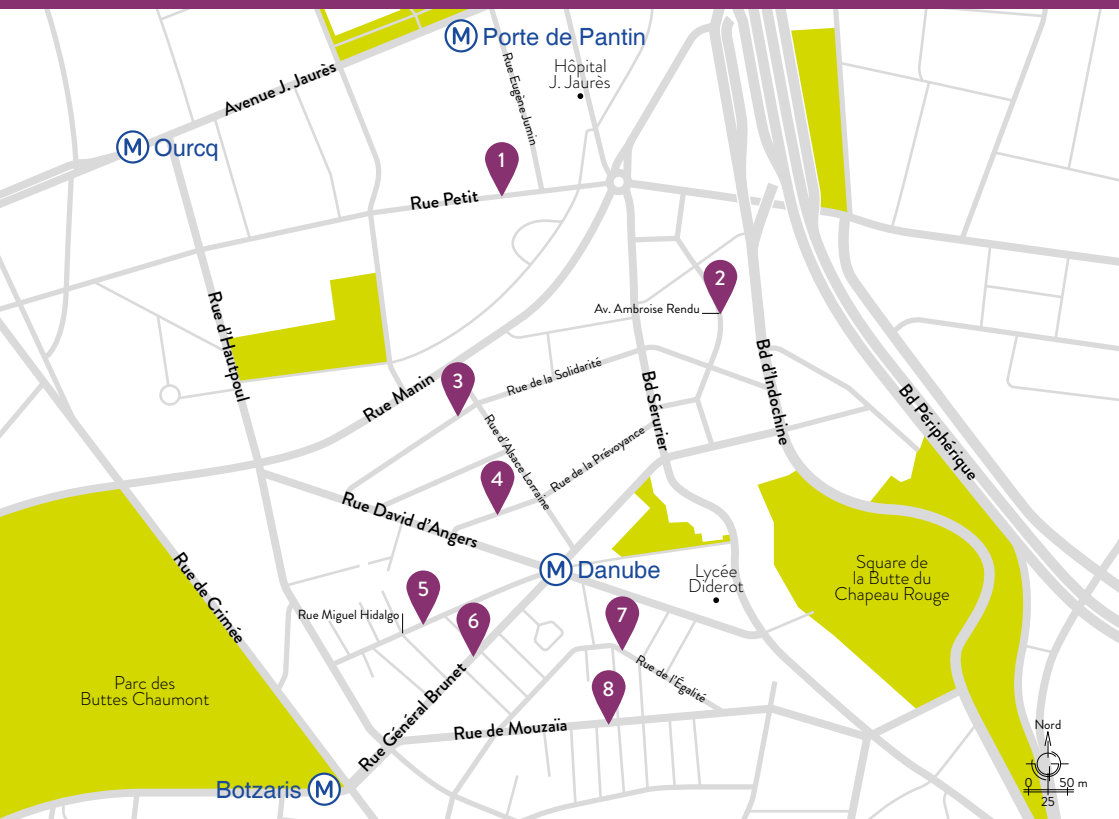 M Porte de Pantin
Hôpital
J. Jaurès
Rue Eugène Jumin
Avenue J. Jaurès
M Ourcq
1
Rue Petit
2
Av. Ambroise Rendu
Rue d'Hautpoul
3
Rue Manin
Rue de la Solidarité
Bd Sérurier
Bd d'Indochine
Bd Périphérique
Rue d'Alsace Lorraine
Rue de la Prévoyance
4
Rue David d'Angers
M Danube
Lycée
Diderot
Square de
la Butte du
Chapeau Rouge
Rue de Crimée
5
Rue Miguel Hidalgo
6
7
Rue de l'Égalité
8
Parc des
Buttes Chaumont
Rue Général Brunet
Rue de Mouzaïa
Botzaris M
Nord
0 50 m
25